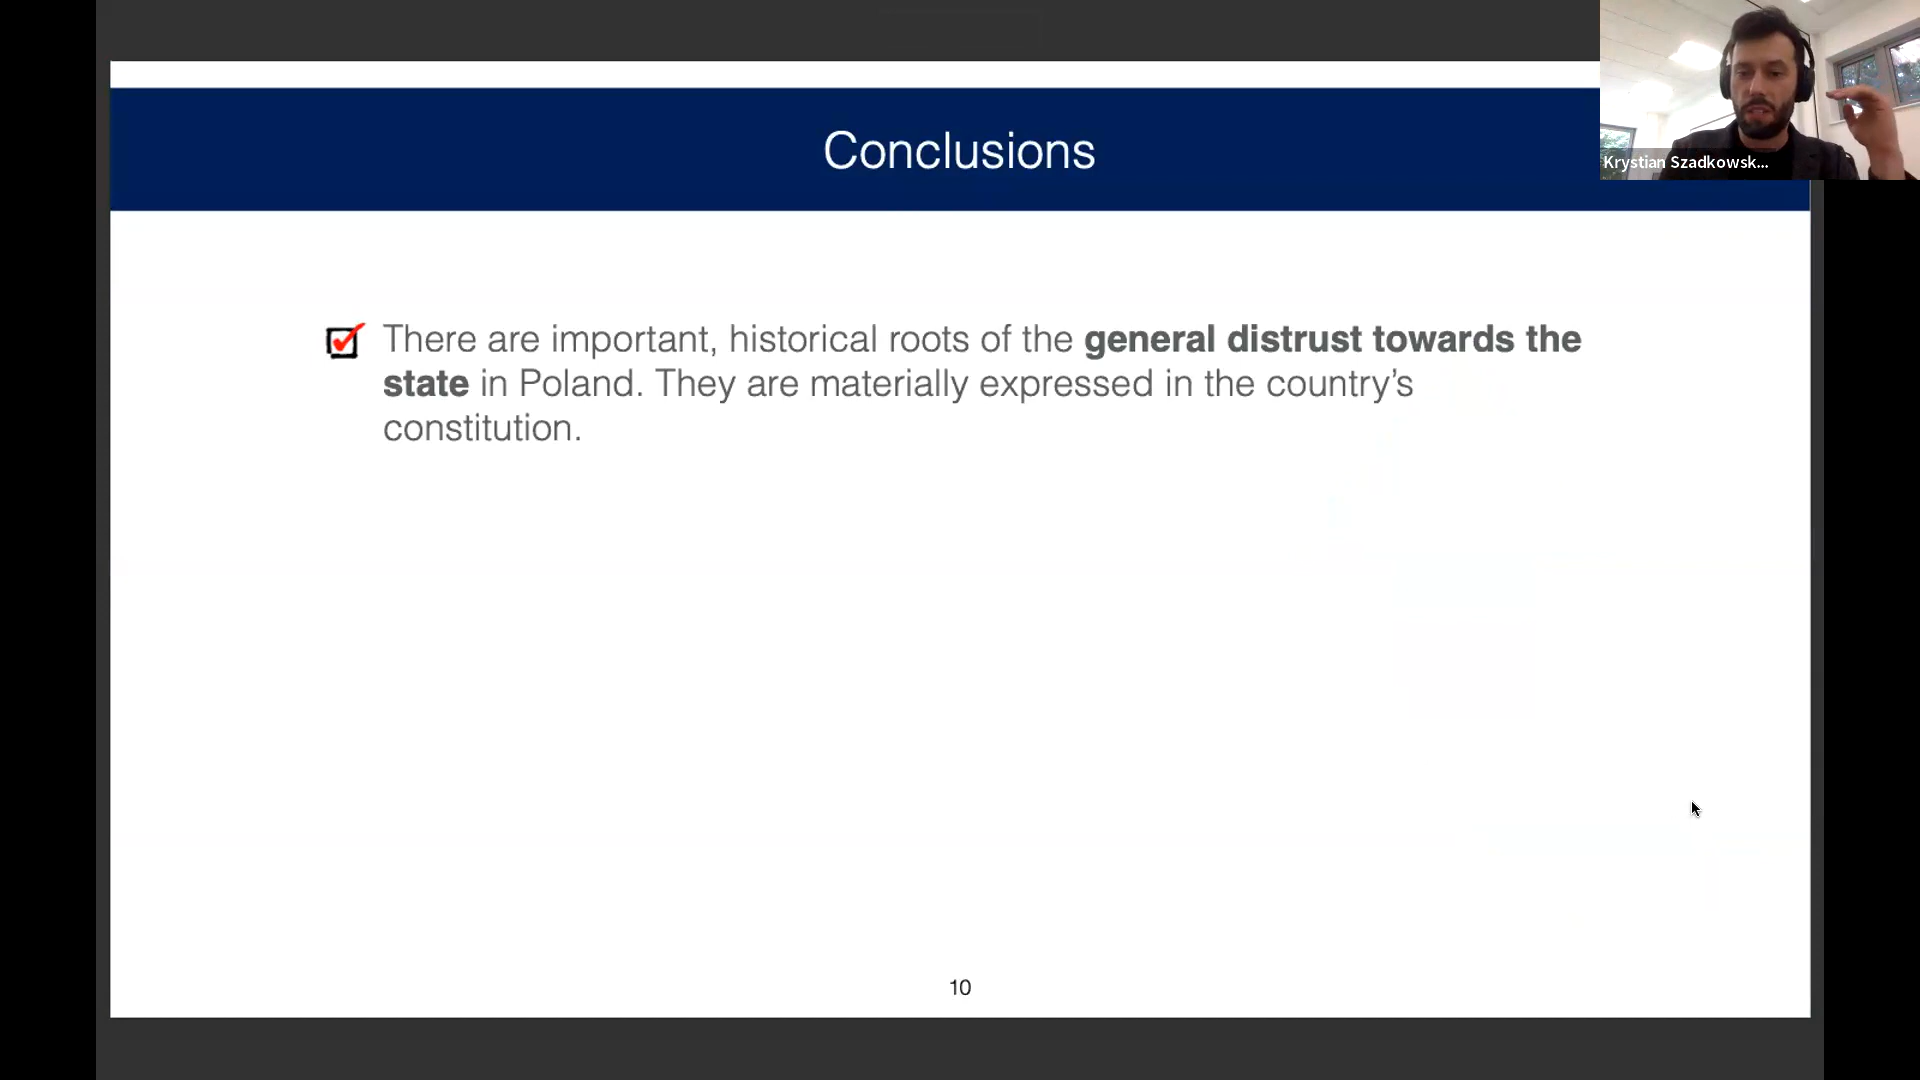 Conclusions
Krystian Szadkowsk...
There are important, historical roots of the general distrust towards the
state in Poland. They are materially expressed in the country’s
constitution.
10